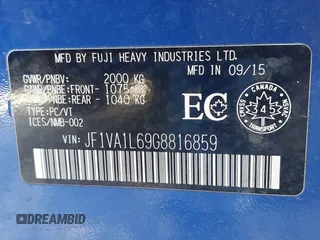 MFD BY FUJI HEAVY INDUSTRIES LTD.
GVWR/PNBV: 2000 KG MFD IN 09/15
GAWR/PNBE:FRONT- 1075 KG
GAWR/PNBE:REAR - 1040 KG
TYPE:PC/VT
ICES/NMB-002
EC
CANADA
TRANSPORT
VIN: JF1VA1L69G8816859
DREAMBID